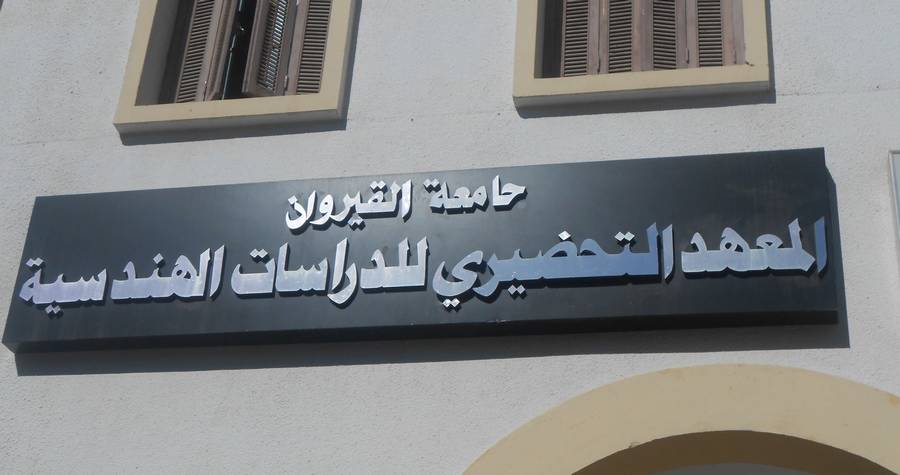 جامعة القيروان
المعهد التحضيري للدراسات الهندسية